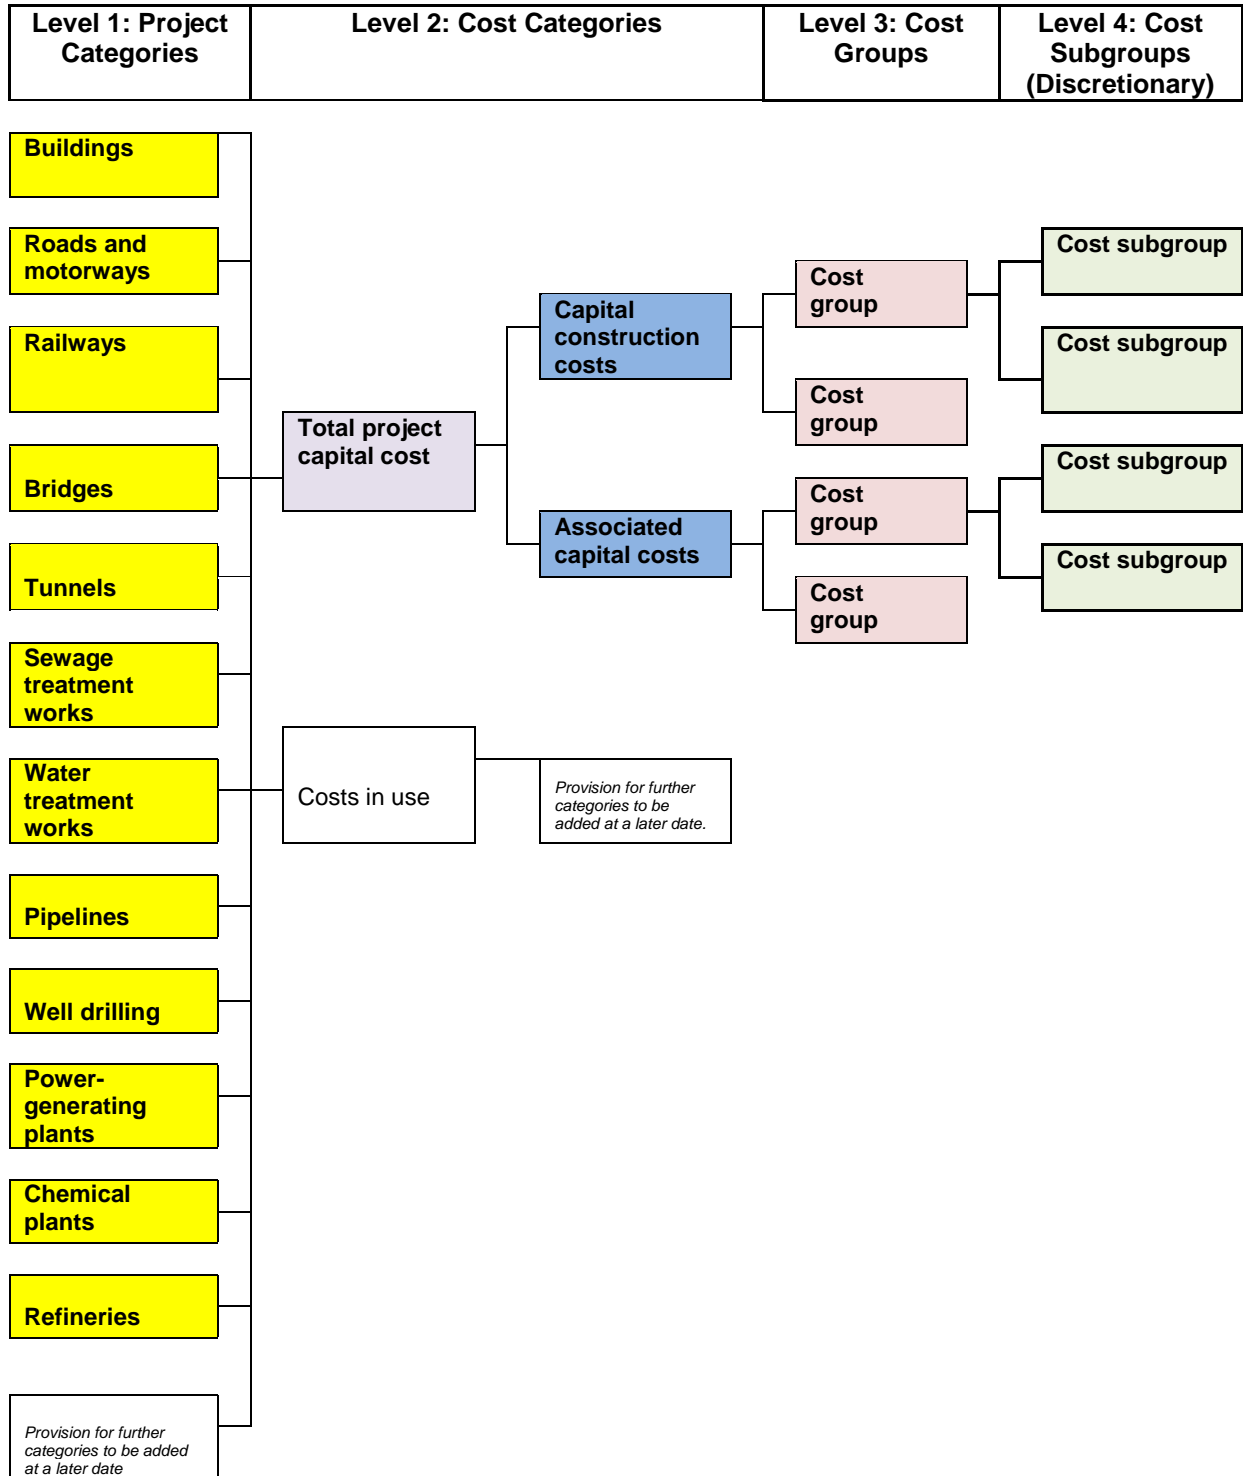 Level 1: Project
Categories
Level 2: Cost Categories
Level 3: Cost
Groups
Level 4: Cost
Subgroups
(Discretionary)
Buildings
Roads and
motorways
Railways
Bridges
Tunnels
Sewage
treatment
works
Water
treatment
works
Pipelines
Well drilling
Power-
generating
plants
Chemical
plants
Refineries
Provision for further
categories to be added
at a later date
Total project
capital cost
Costs in use
Capital
construction
costs
Associated
capital costs
Provision for further
categories to be
added at a later date.
Cost
group
Cost
group
Cost
group
Cost
group
Cost subgroup
Cost subgroup
Cost subgroup
Cost subgroup